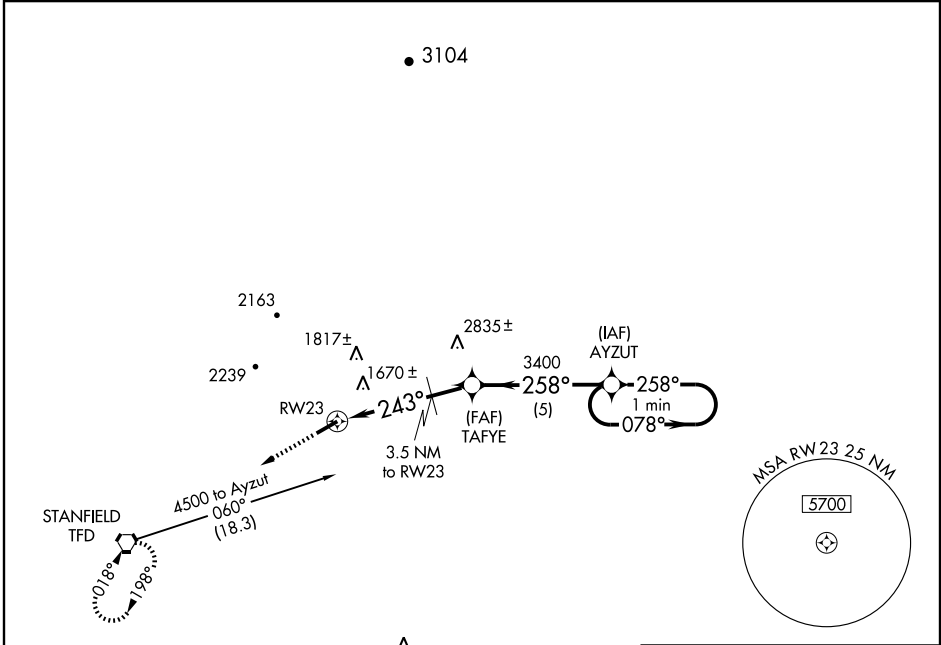 3104
2163
1817±
2835±
(IAF)
AYZUT
2239
1670±
3400
258°
(5)
258°
1 min
078°
RW23
243°
(FAF)
TAFYE
3.5 NM
to RW23
4500 to Ayzut
060°
(18.3)
STANFIELD
TFD
018°
198°
MSA RW 23 25 NM
5700